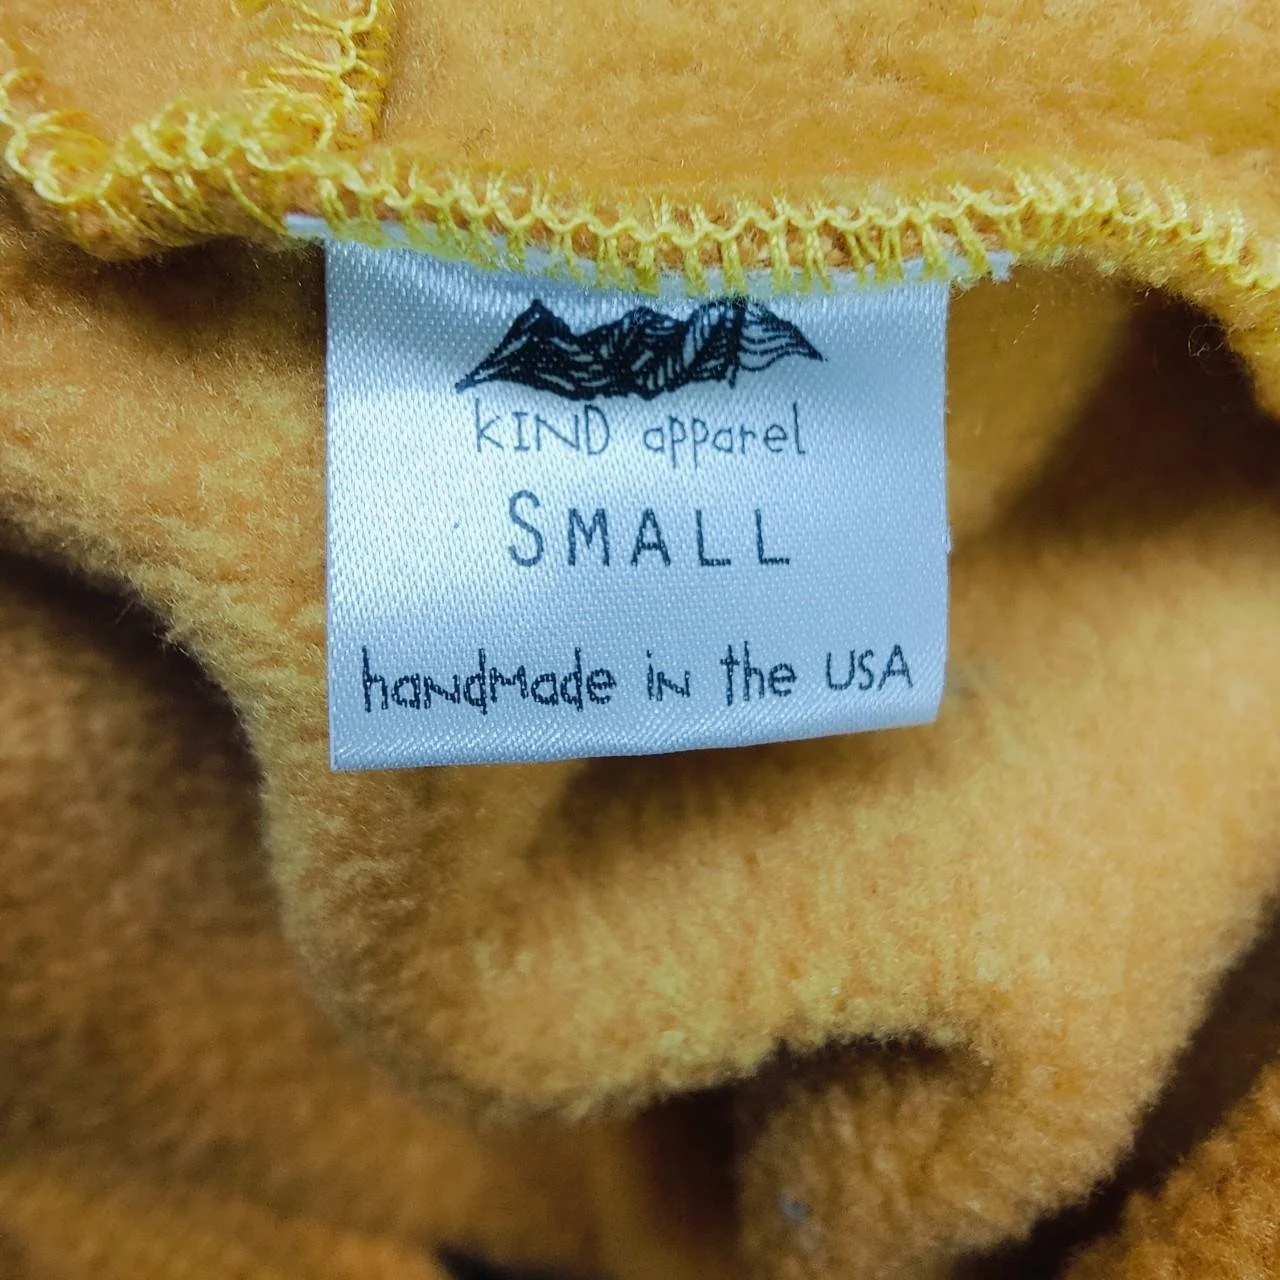 kIND apparel
SMALL
handmade in the USA